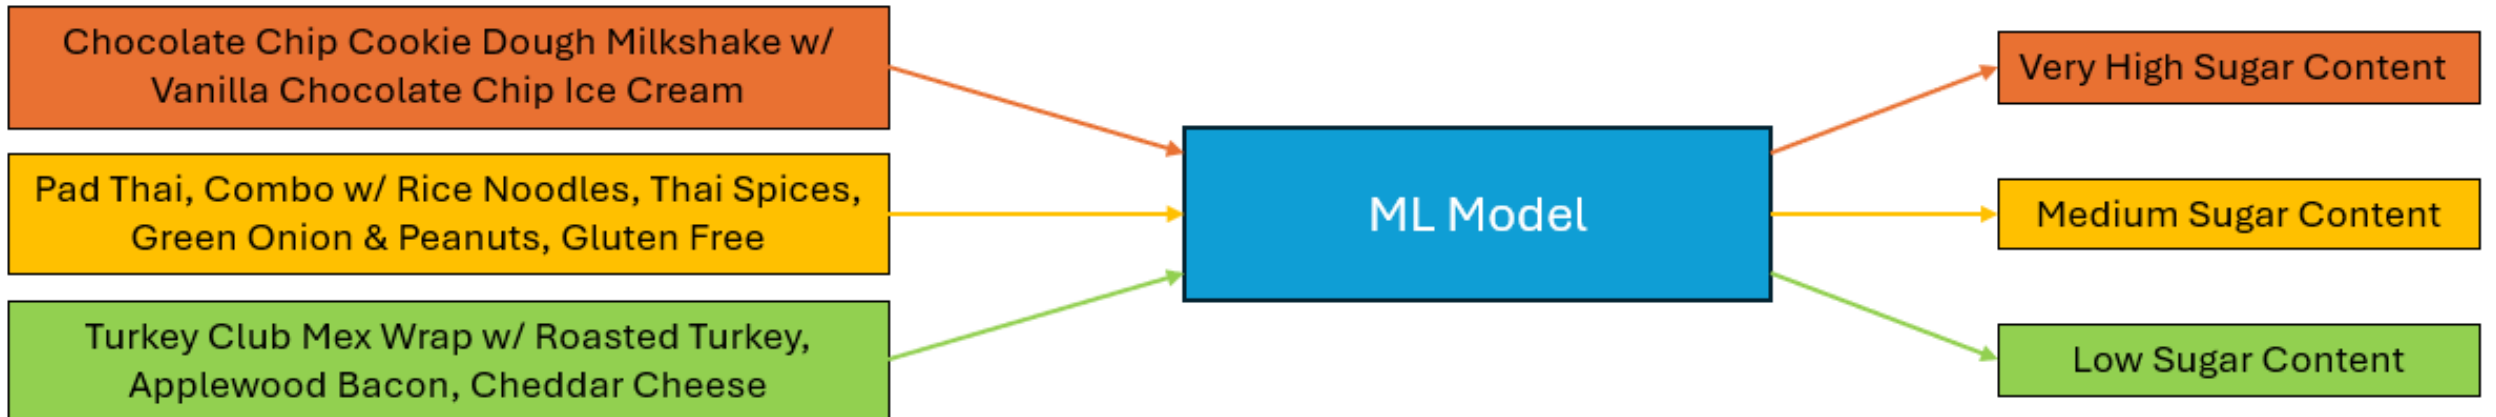 Chocolate Chip Cookie Dough Milkshake w/
Vanilla Chocolate Chip Ice Cream
Pad Thai, Combo w/ Rice Noodles, Thai Spices,
Green Onion & Peanuts, Gluten Free
Turkey Club Mex Wrap w/ Roasted Turkey,
Applewood Bacon, Cheddar Cheese
ML Model
Very High Sugar Content
Medium Sugar Content
Low Sugar Content